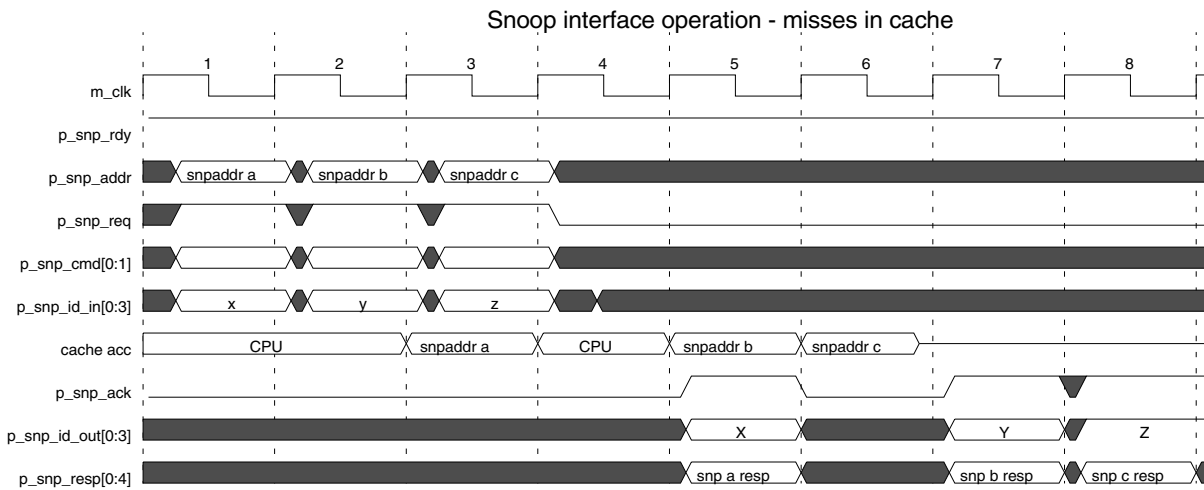 Snoop interface operation - misses in cache
1 2 3 4 5 6 7 8
m_clk
p_snp_rdy
p_snp_addr snpaddr a snpaddr b snpaddr c
p_snp_req
p_snp_cmd[0:1]
p_snp_id_in[0:3] x y z
cache acc CPU snpaddr a CPU snpaddr b snpaddr c
p_snp_ack
p_snp_id_out[0:3] X Y Z
p_snp_resp[0:4] snp a resp snp b resp snp c resp